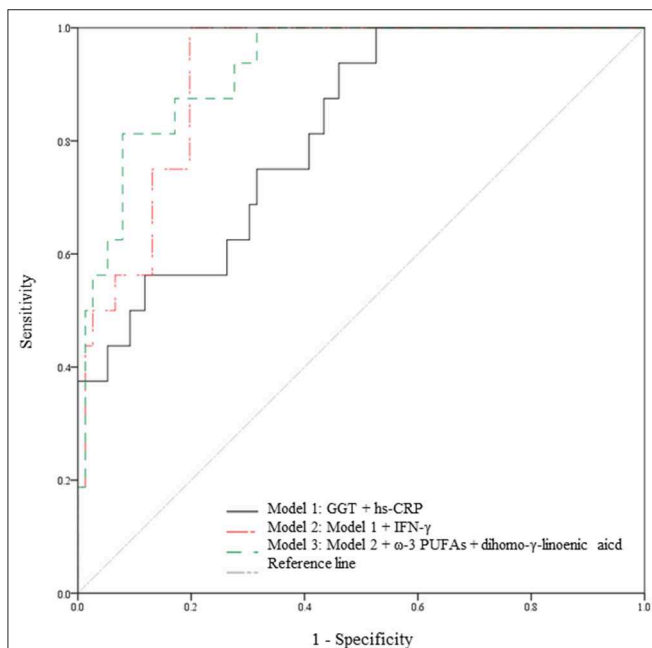 1.0
0.8
0.6
0.4
0.2
0.0
Sensitivity
Model 1: GGT + hs-CRP
Model 2: Model 1 + IFN-γ
Model 3: Model 2 + ω-3 PUFAs + dihomo-γ-linoenic aicd
Reference line
0.0 0.2 0.4 0.6 0.8 1.0
1 - Specificity